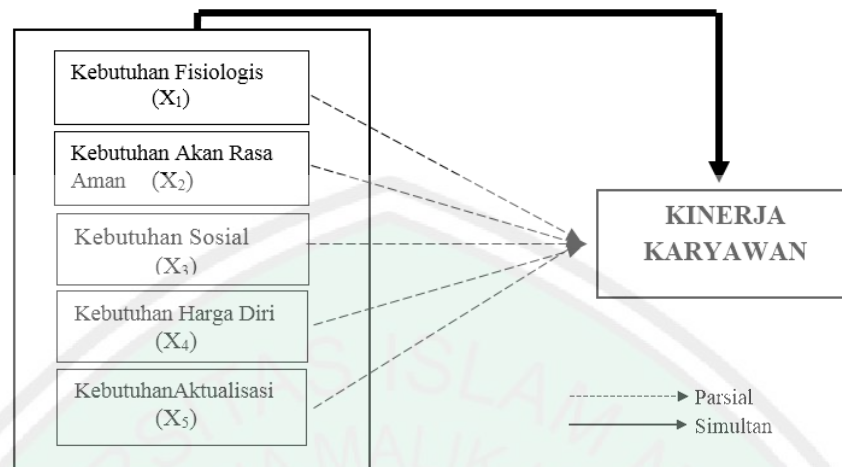 Kebutuhan Fisiologis
(X₁)
Kebutuhan Akan Rasa
Aman (X₂)
Kebutuhan Sosial
(X₃)
Kebutuhan Harga Diri
(X₄)
KebutuhanAktualisasi
(X₅)
KINERJA
KARYAWAN
Parsial
Simultan